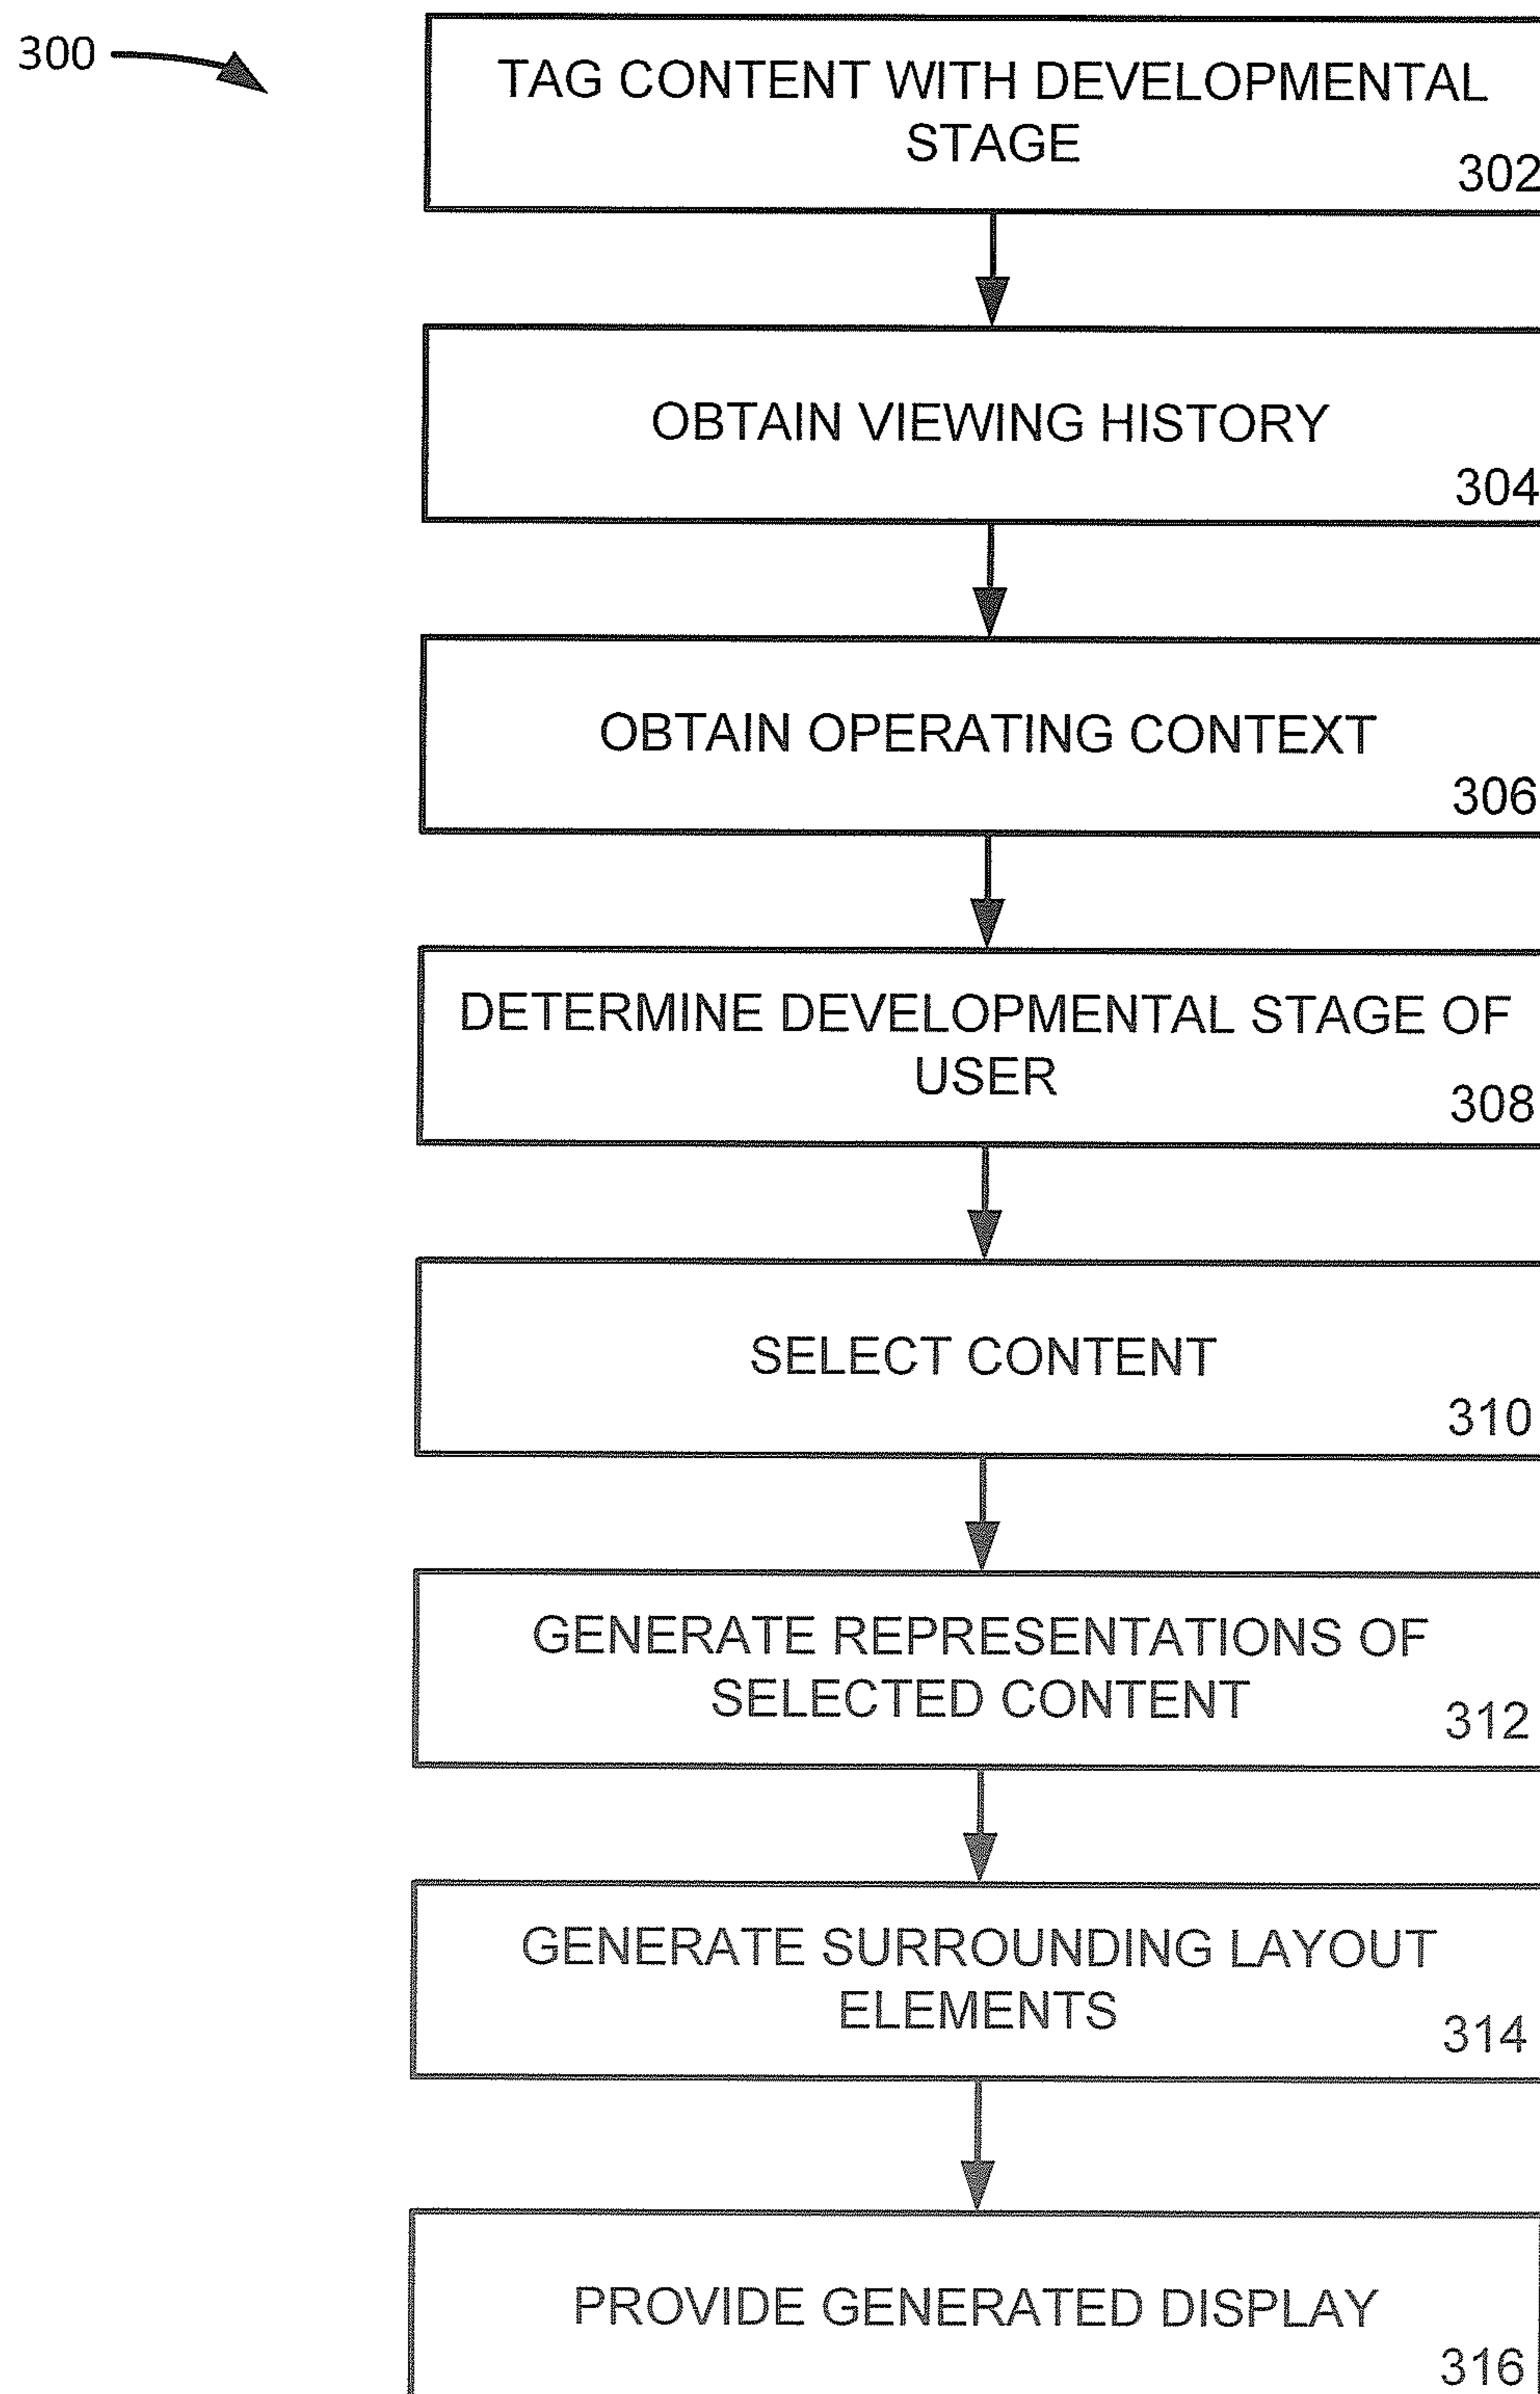 300
TAG CONTENT WITH DEVELOPMENTAL
STAGE
302
OBTAIN VIEWING HISTORY
304
OBTAIN OPERATING CONTEXT
306
DETERMINE DEVELOPMENTAL STAGE OF
USER
308
SELECT CONTENT
310
GENERATE REPRESENTATIONS OF
SELECTED CONTENT
312
GENERATE SURROUNDING LAYOUT
ELEMENTS
314
PROVIDE GENERATED DISPLAY
316